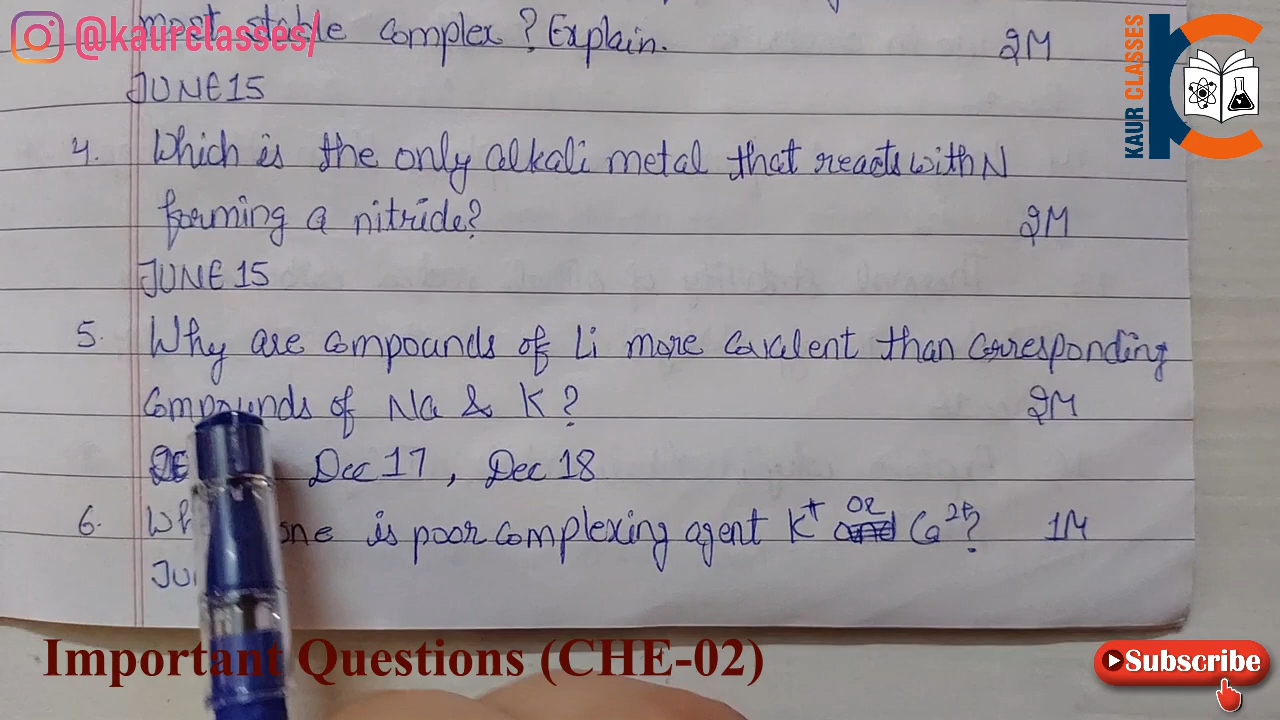 most stable complex ? Explain. 2M
@kaurclasses/
KAUR CLASSES
JUNE 15
4. Which is the only alkali metal that reacts with N
forming a nitride? 2M
JUNE 15
5. Why are compounds of Li more covalent than corresponding
compounds of Na & K ? 2M
Dec 17 , Dec 18
6. one is poor complexing agent K+ OR Ca2+? 1M
Important Questions (CHE-02)
Subscribe